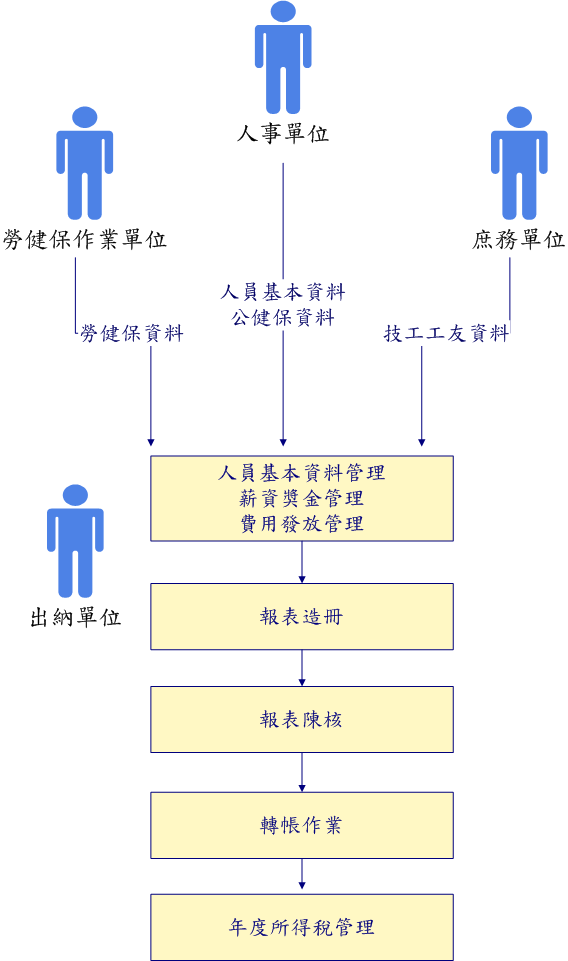 人事單位
勞健保作業單位
庶務單位
人員基本資料
公健保資料
勞健保資料
技工工友資料
人員基本資料管理
薪資獎金管理
費用發放管理
出納單位
報表造冊
報表陳核
轉帳作業
年度所得稅管理